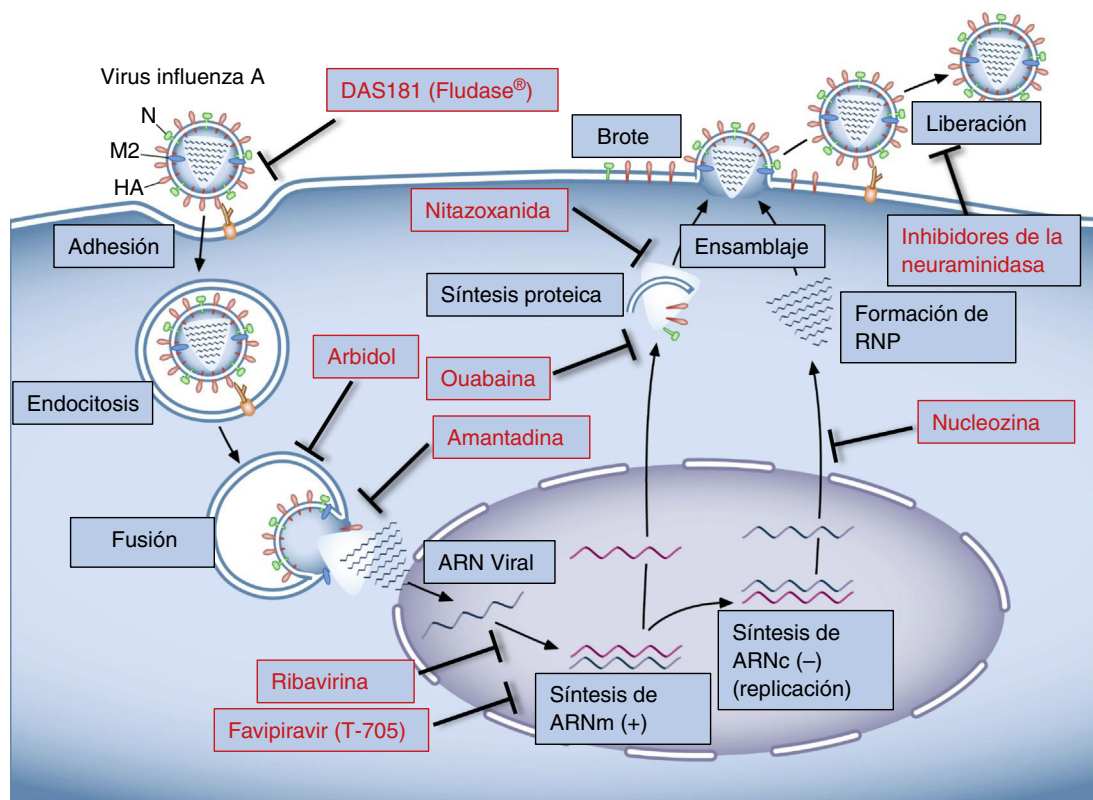 Virus influenza A
N
M2
HA
DAS181 (Fludase®)
Brote
Liberación
Adhesión
Nitazoxanida
Ensamblaje
Inhibidores de la
neuraminidasa
Síntesis proteica
Formación de
RNP
Arbidol
Ouabaina
Endocitosis
Amantadina
Nucleozina
Fusión
ARN Viral
Síntesis de
ARNc (–)
(replicación)
Ribavirina
Síntesis de
ARNm (+)
Favipiravir (T-705)